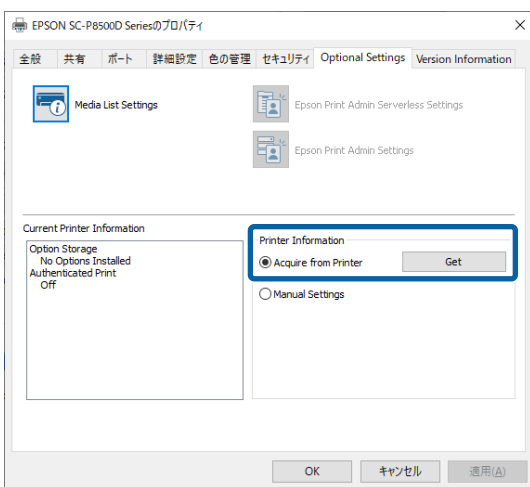 EPSON SC-P8500D Seriesのプロパティ
全般 共有 ポート 詳細設定 色の管理 セキュリティ Optional Settings Version Information
Media List Settings
Epson Print Admin Serverless Settings
Epson Print Admin Settings
Current Printer Information
Option Storage
No Options Installed
Authenticated Print
Off
Printer Information
Acquire from Printer Get
Manual Settings
OK キャンセル 適用(A)